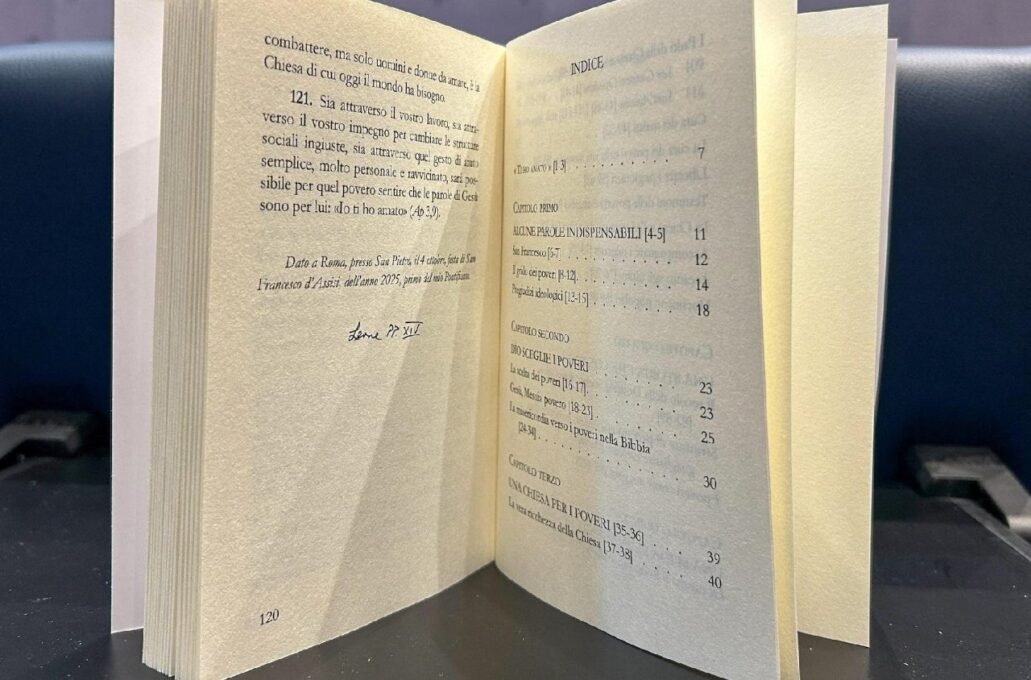 combattere, ma solo uomini e donne da amare, è la
Chiesa di cui oggi il mondo ha bisogno.
121. Sia attraverso il vostro lavoro, sia attra-
verso il vostro impegno per cambiare le strutture
sociali ingiuste, sia attraverso quel gesto di aiuto
semplice, molto personale e ravvicinato, sarà pos-
sibile per quel povero sentire che le parole di Gesù
sono per lui: «Io ti ho amato» (Ap 3,9).
Dato a Roma, presso San Pietro, il 4 ottobre, festa di San
Francesco d'Assisi, dell'anno 2025, primo del mio Pontificato.
Leone PP. XIV
120
INDICE
« Ti ho amato » [1-3] . . . . . . . . . . 7
Capitolo primo
ALCUNE PAROLE INDISPENSABILI [4-5] 11
San Francesco [6-7] . . . . . . . . . . 12
Il grido dei poveri [8-12] . . . . . . . . . . 14
Pregiudizi ideologici [13-15] . . . . . . . . . . 18
Capitolo secondo
DIO SCEGLIE I POVERI . . . . . . . 23
La scelta dei poveri [16-17] . . . . . . . . . 23
Gesù, Messia povero [18-23] . . . . . . . . . 25
La misericordia verso i poveri nella Bibbia
[24-34] . . . . . . . . . . . . 30
Capitolo terzo
UNA CHIESA PER I POVERI [35-36] . . . . 39
La vera ricchezza della Chiesa [37-38] . . . . 40